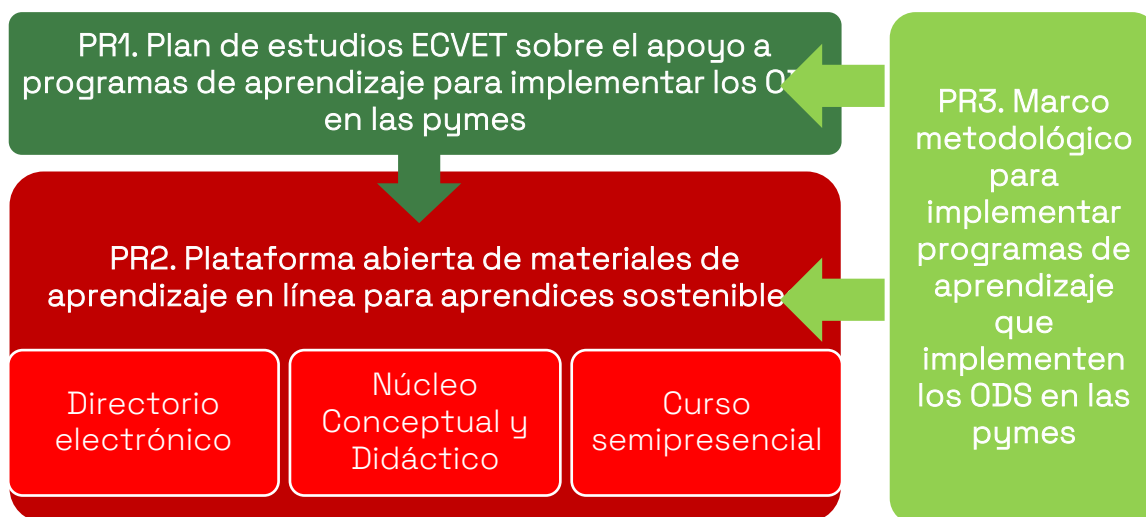 PR1. Plan de estudios ECVET sobre el apoyo a
programas de aprendizaje para implementar los O
en las pymes
PR2. Plataforma abierta de materiales de
aprendizaje en línea para aprendices sostenible
Directorio
electrónico
Núcleo
Conceptual y
Didáctico
Curso
semipresencial
PR3. Marco
metodológico
para
implementar
programas de
aprendizaje
que
implementen
los ODS en las
pymes